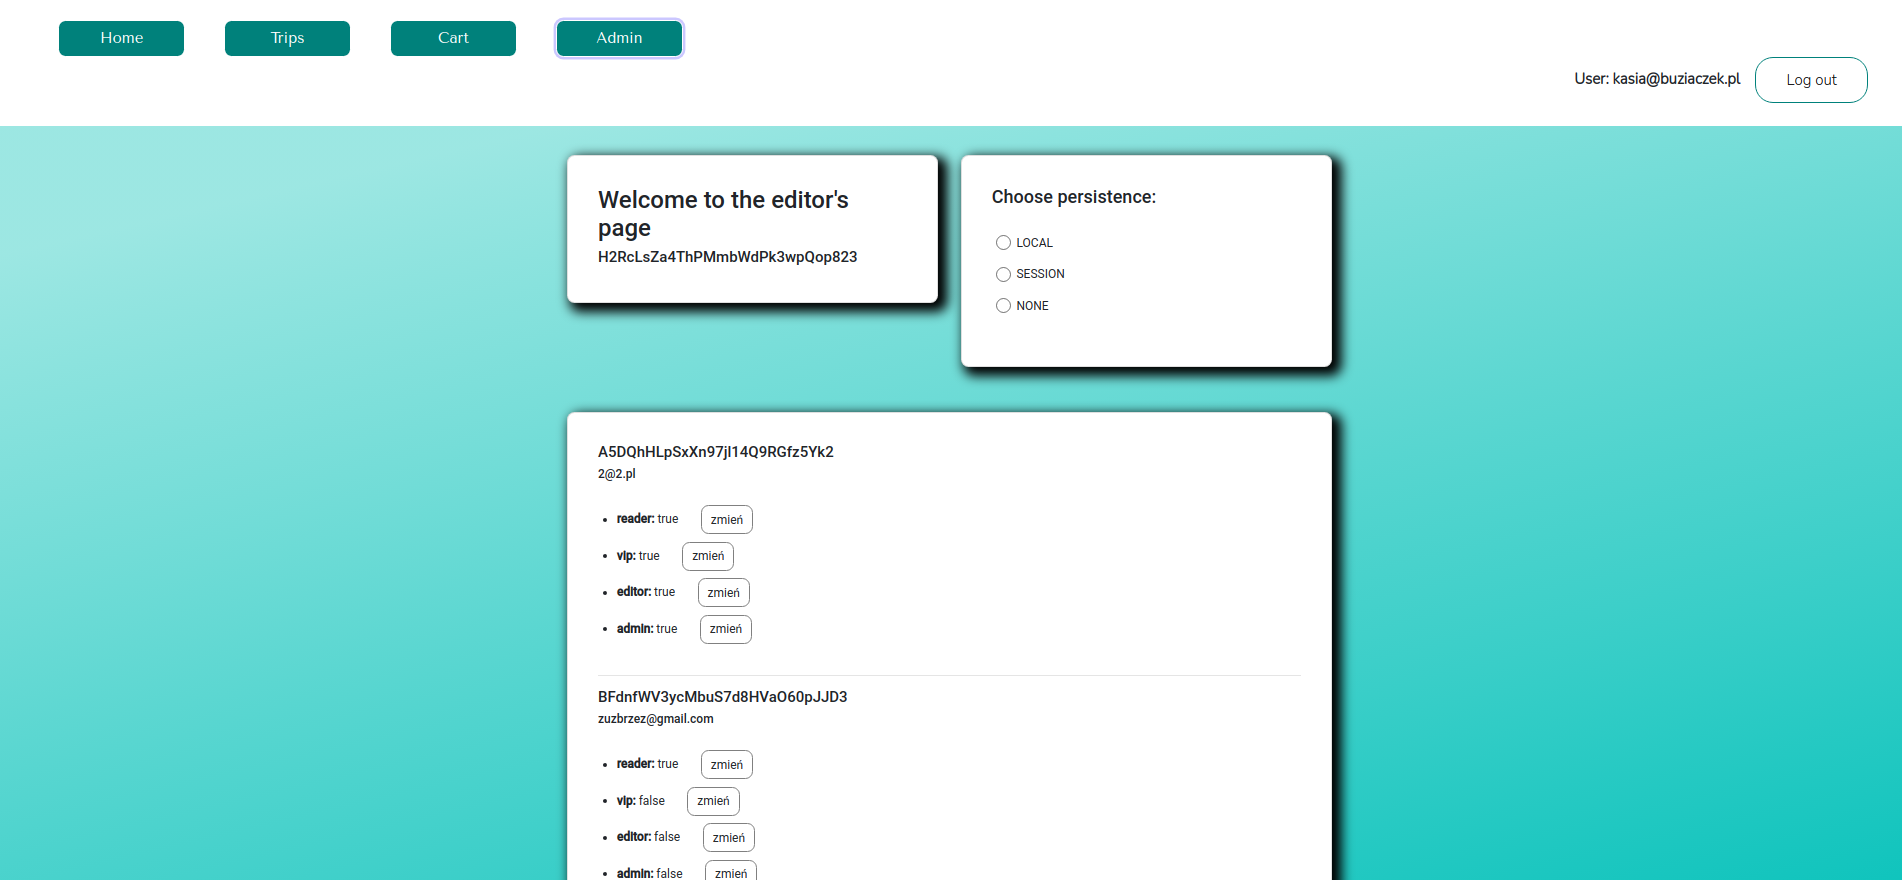 Home
Trips
Cart
Admin
User: kasia@buziaczek.pl
Log out
Welcome to the editor's
page
H2RcLsZa4ThPMmbWdPk3wpQop823
Choose persistence:
LOCAL
SESSION
NONE
A5DQhHLpSxXn97jI14Q9RGfz5Yk2
2@2.pl
reader: true zmień
vip: true zmień
editor: true zmień
admin: true zmień
BFdnfWV3ycMbuS7d8HVaO60pJJD3
zuzbrzez@gmail.com
reader: true zmień
vip: false zmień
editor: false zmień
admin: false zmień